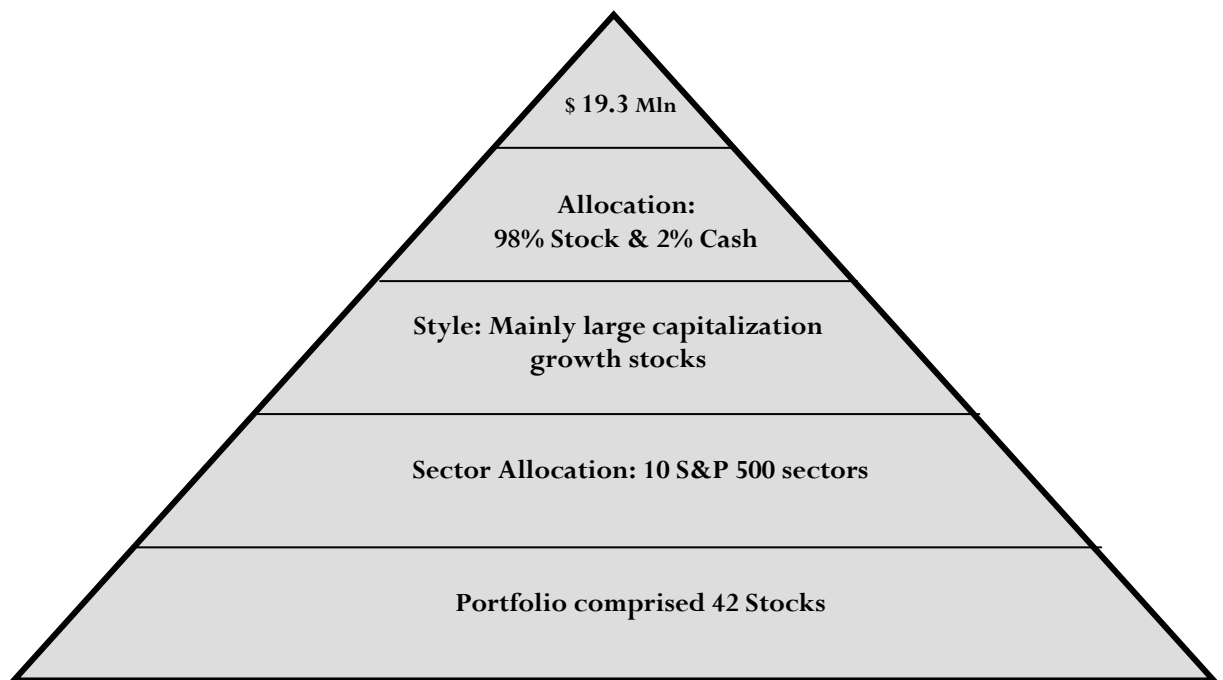 $ 19.3 Mln
Allocation:
98% Stock & 2% Cash
Style: Mainly large capitalization
growth stocks
Sector Allocation: 10 S&P 500 sectors
Portfolio comprised 42 Stocks